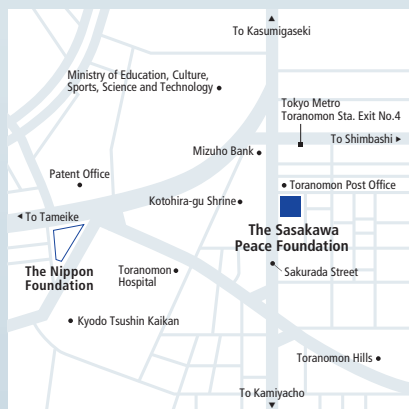 To Kasumigaseki
Ministry of Education, Culture,
Sports, Science and Technology
Tokyo Metro
Toranomon Sta. Exit No.4
To Shimbashi
Mizuho Bank
Patent Office
Toranomon Post Office
Kotohira-gu Shrine
To Tameike
The Sasakawa
Peace Foundation
The Nippon
Foundation
Toranomon
Hospital
Sakurada Street
Kyodo Tsushin Kaikan
Toranomon Hills
To Kamiyacho